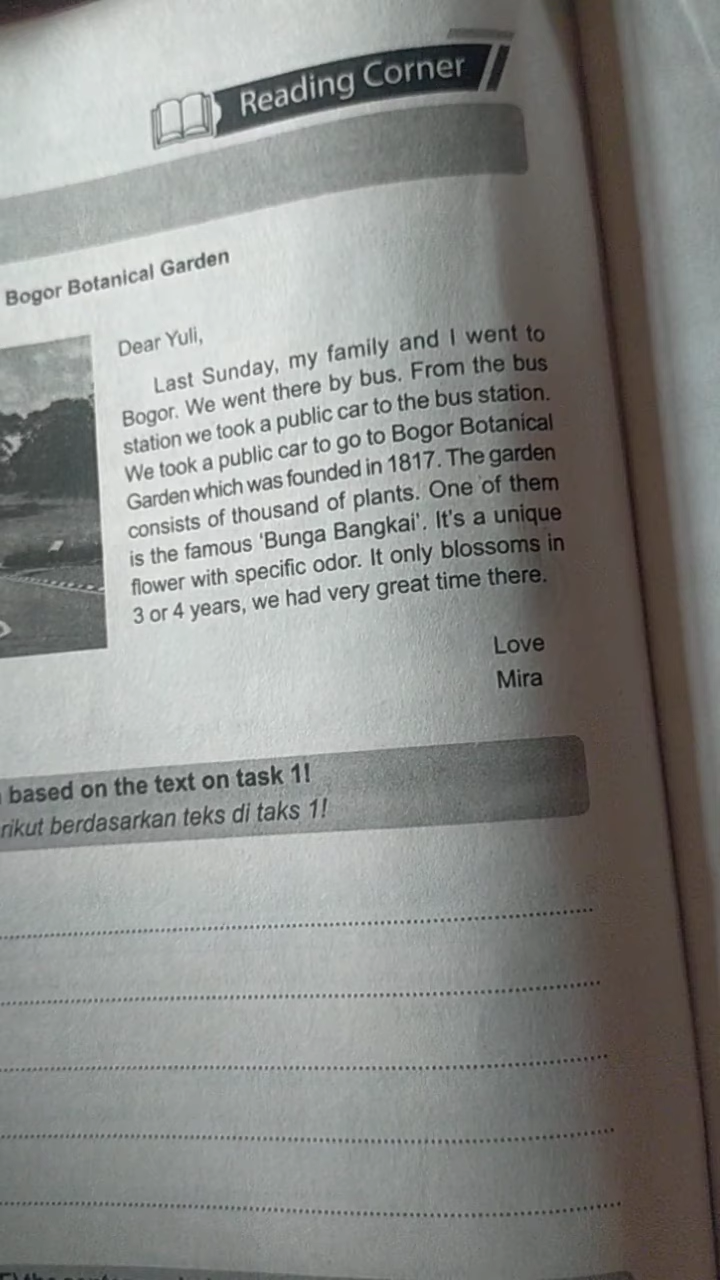 Reading Corner
Bogor Botanical Garden
Dear Yuli,
Last Sunday, my family and I went to
Bogor. We went there by bus. From the bus
station we took a public car to the bus station.
We took a public car to go to Bogor Botanical
Garden which was founded in 1817. The garden
consists of thousand of plants. One of them
is the famous 'Bunga Bangkai'. It's a unique
flower with specific odor. It only blossoms in
3 or 4 years, we had very great time there.
Love
Mira
based on the text on task 1!
rikut berdasarkan teks di taks 1!